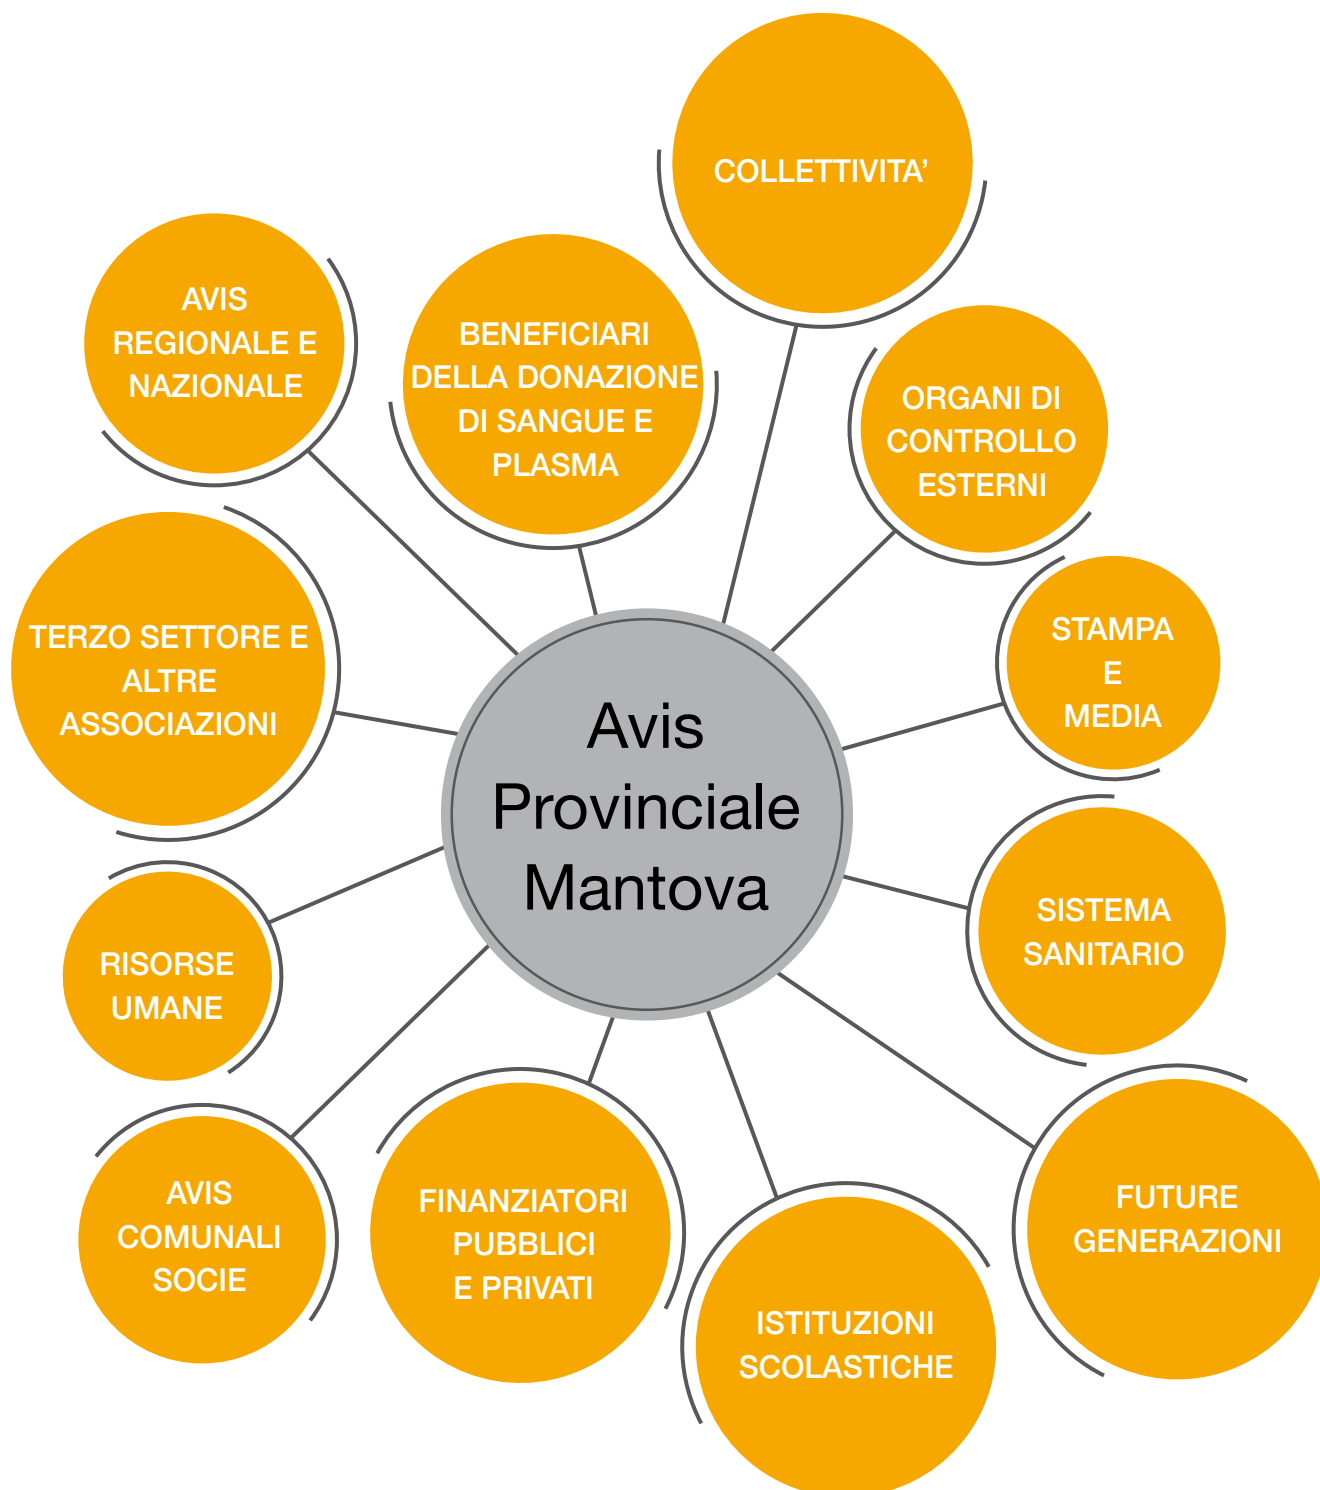 COLLETTIVITA’
AVIS
REGIONALE E
NAZIONALE
BENEFICIARI
DELLA DONAZIONE
DI SANGUE E
PLASMA
ORGANI DI
CONTROLLO
ESTERNI
TERZO SETTORE E
ALTRE
ASSOCIAZIONI
STAMPA
E
MEDIA
Avis
Provinciale
Mantova
RISORSE
UMANE
SISTEMA
SANITARIO
AVIS
COMUNALI
SOCIE
FINANZIATORI
PUBBLICI
E PRIVATI
ISTITUZIONI
SCOLASTICHE
FUTURE
GENERAZIONI